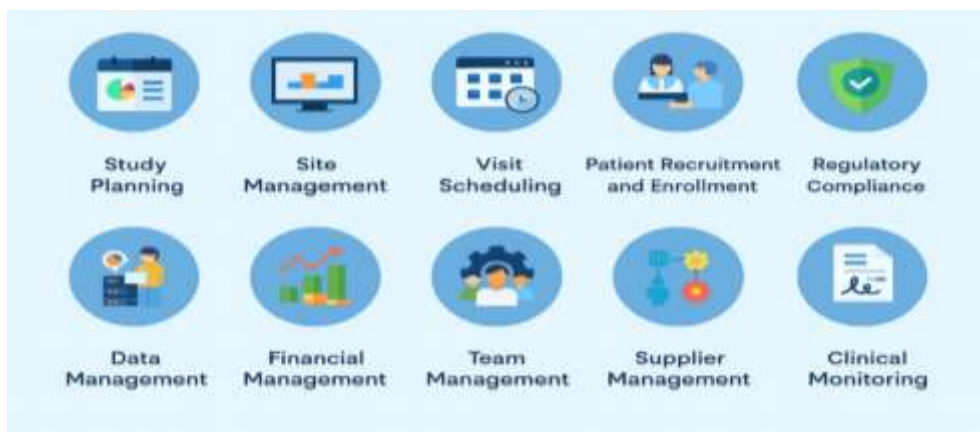 Study
Planning
Site
Management
Visit
Scheduling
Patient Recruitment
and Enrollment
Regulatory
Compliance
Data
Management
Financial
Management
Team
Management
Supplier
Management
Clinical
Monitoring